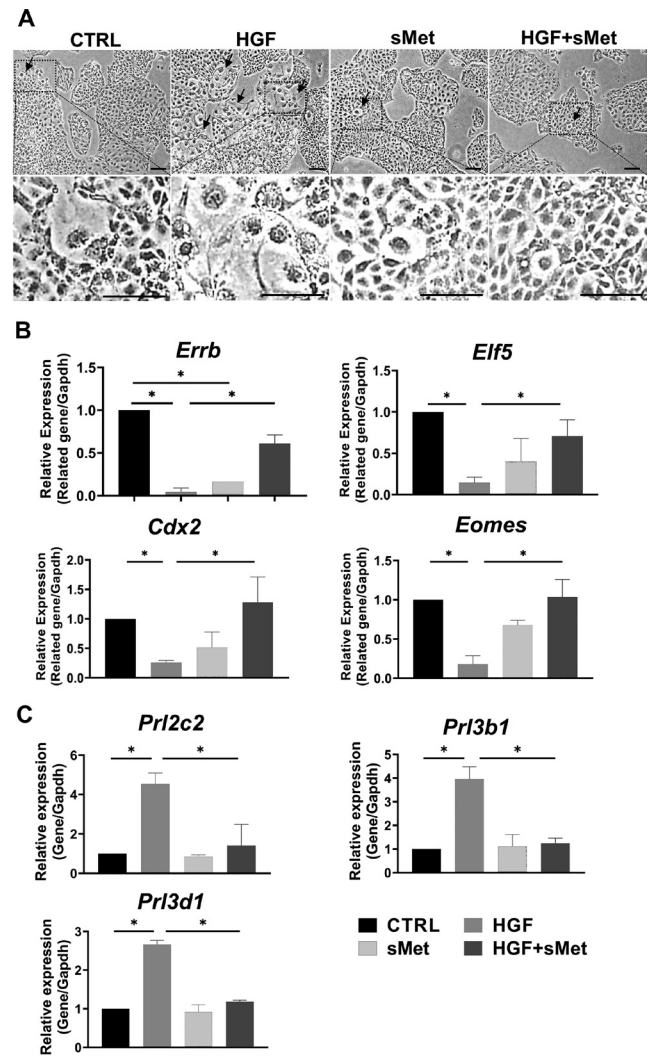 A
CTRL
HGF
sMet
HGF+sMet
B
Errb
Relative Expression
(Related gene/Gapdh)
1.5
1.0
0.5
0.0
*
*
*
Elf5
Relative Expression
(Related gene/Gapdh)
1.5
1.0
0.5
0.0
*
*
Cdx2
Relative Expression
(Related gene/Gapdh)
2.0
1.5
1.0
0.5
0.0
*
*
Eomes
Relative Expression
(Related gene/Gapdh)
1.5
1.0
0.5
0.0
*
*
C
Prl2c2
Relative expression
(Gene/Gapdh)
6
4
2
0
*
*
Prl3b1
Relative expression
(Gene/Gapdh)
5
4
3
2
1
0
*
*
Prl3d1
Relative expression
(Gene/Gapdh)
3
2
1
0
*
*
CTRL
HGF
sMet
HGF+sMet